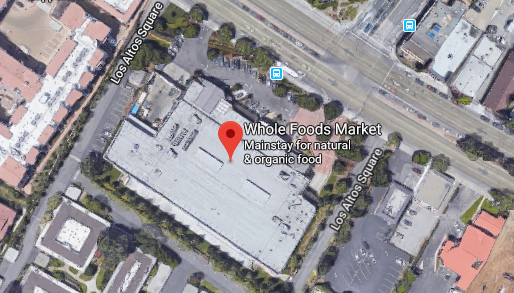 Los Altos Square
Whole Foods Market
Mainstay for natural
& organic food
Los Altos Square